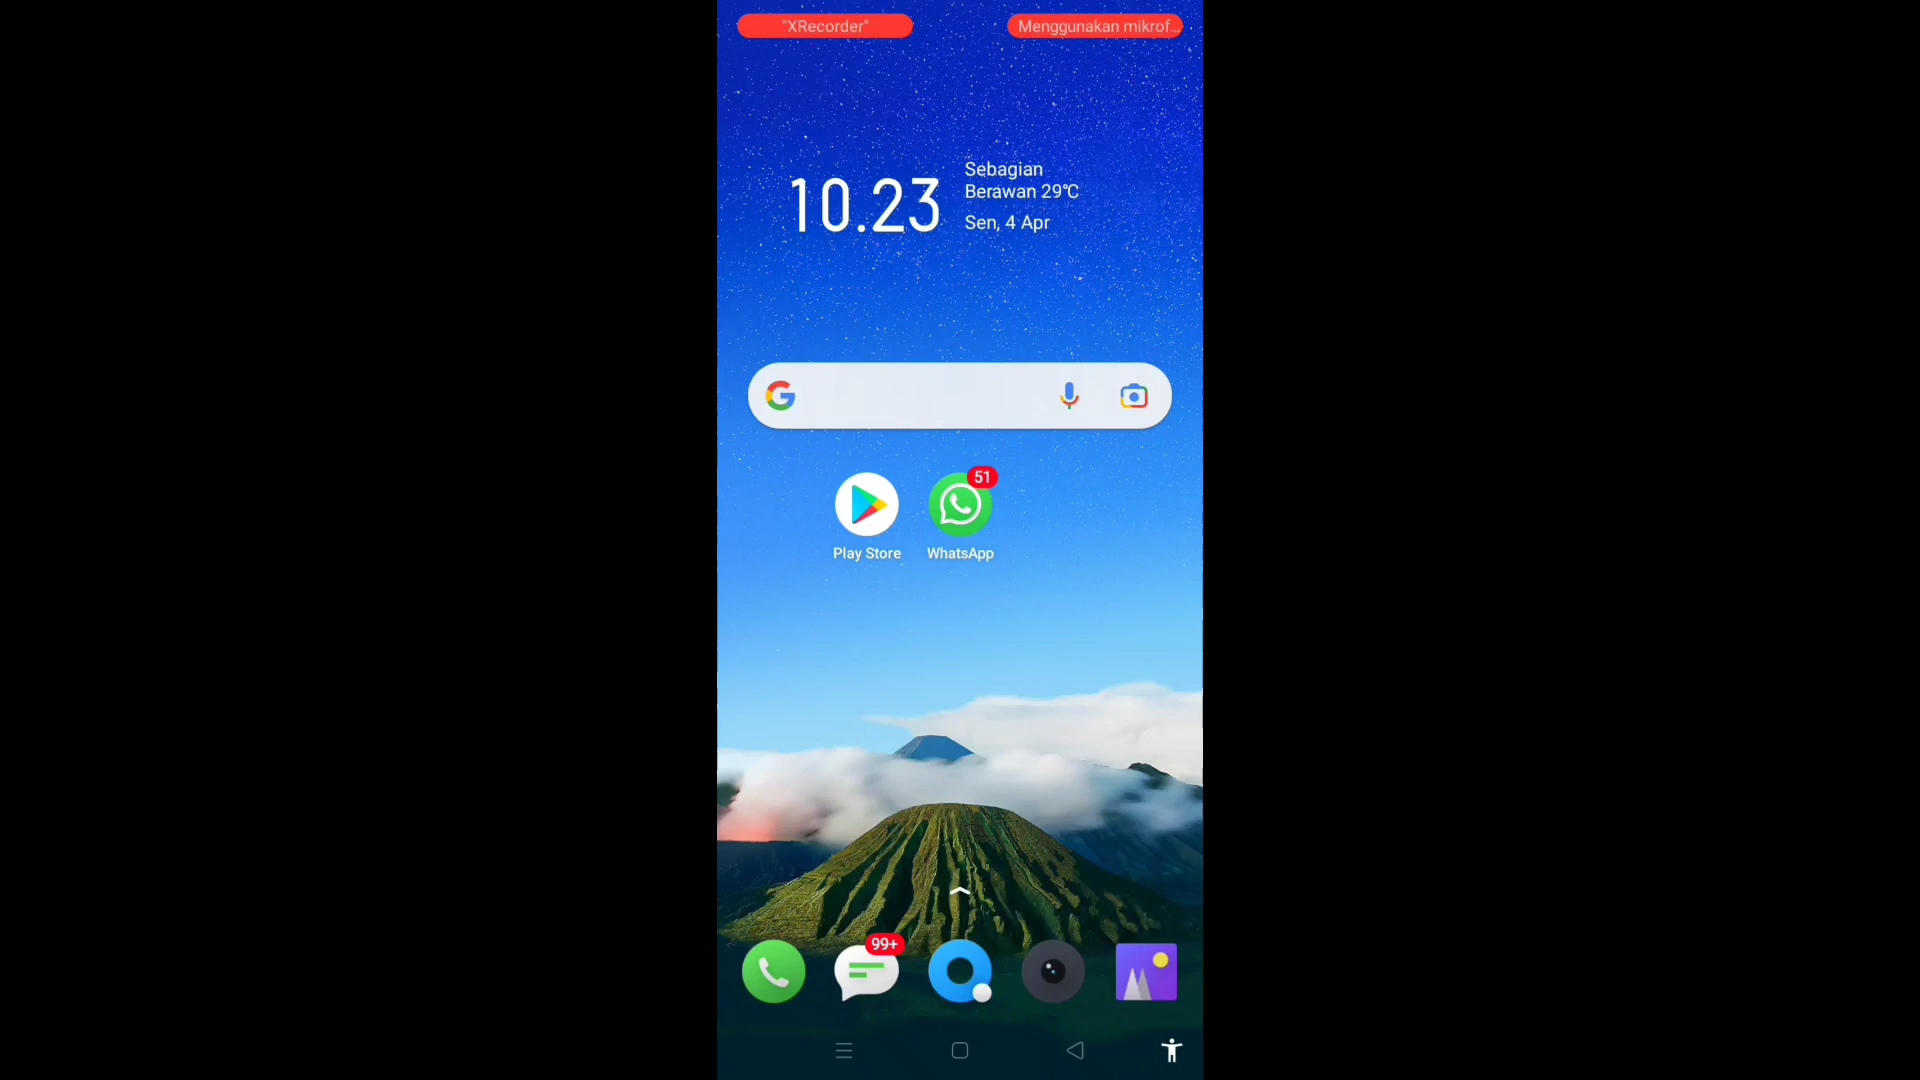 "XRecorder"
Menggunakan mikrof...
10.23
Sebagian
Berawan 29°C
Sen, 4 Apr
51
Play Store
WhatsApp
99+